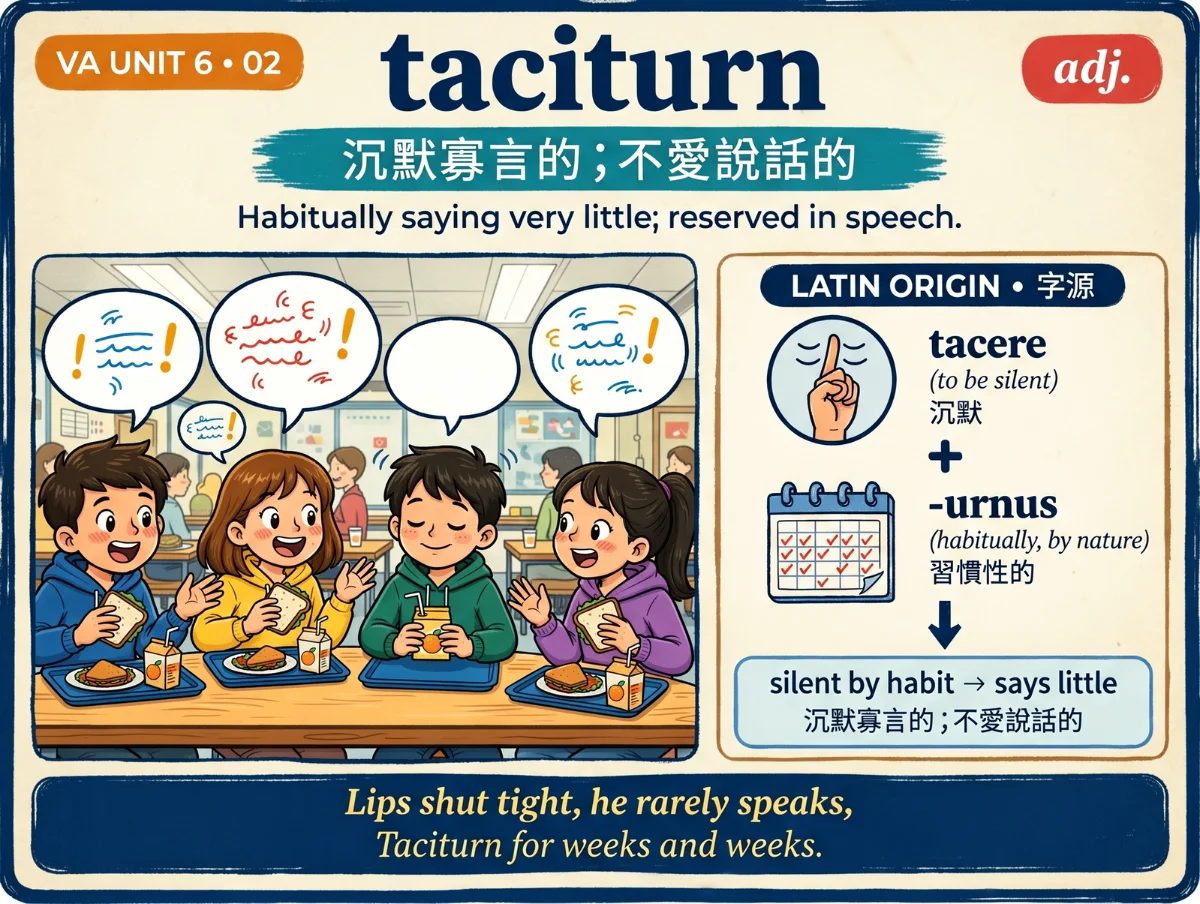 VA UNIT 6 • 02
taciturn
adj.
沉默寡言的；不愛說話的
Habitually saying very little; reserved in speech.
LATIN ORIGIN • 字源
tacere
(to be silent)
沉默
+
-urnus
(habitually, by nature)
習慣性的
silent by habit → says little
沉默寡言的；不愛說話的
Lips shut tight, he rarely speaks,
Taciturn for weeks and weeks.